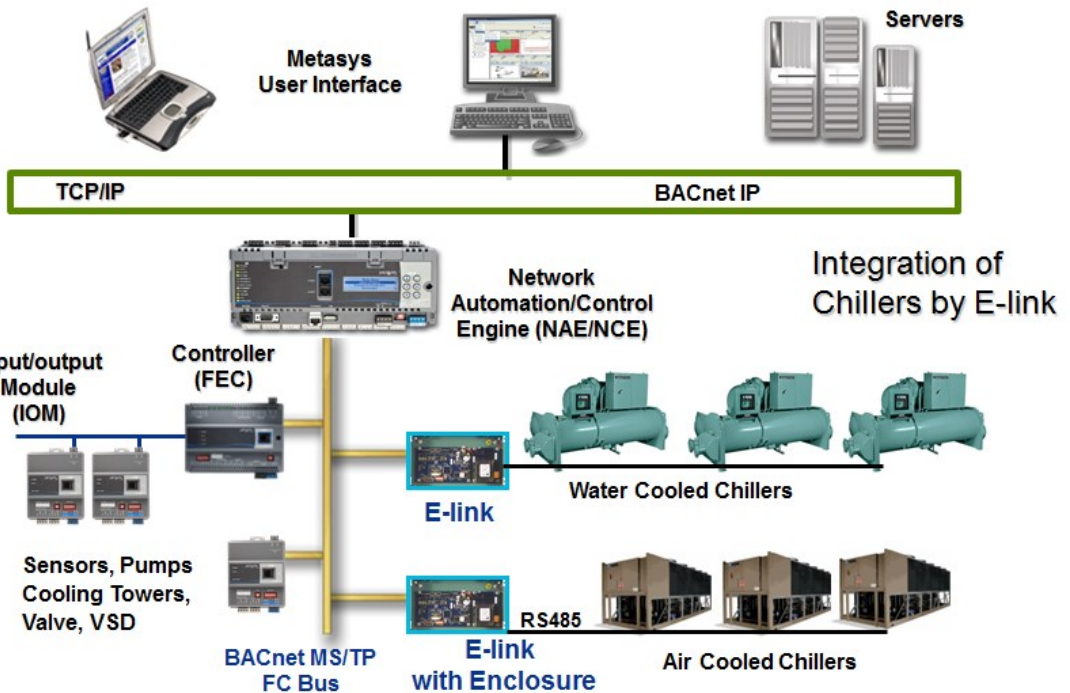 Servers
Metasys
User Interface
TCP/IP
BACnet IP
Network
Automation/Control
Engine (NAE/NCE)
Integration of
Chillers by E-link
put/output
Module
(IOM)
Controller
(FEC)
E-link
Water Cooled Chillers
Sensors, Pumps
Cooling Towers,
Valve, VSD
RS485
BACnet MS/TP
FC Bus
E-link
with Enclosure
Air Cooled Chillers